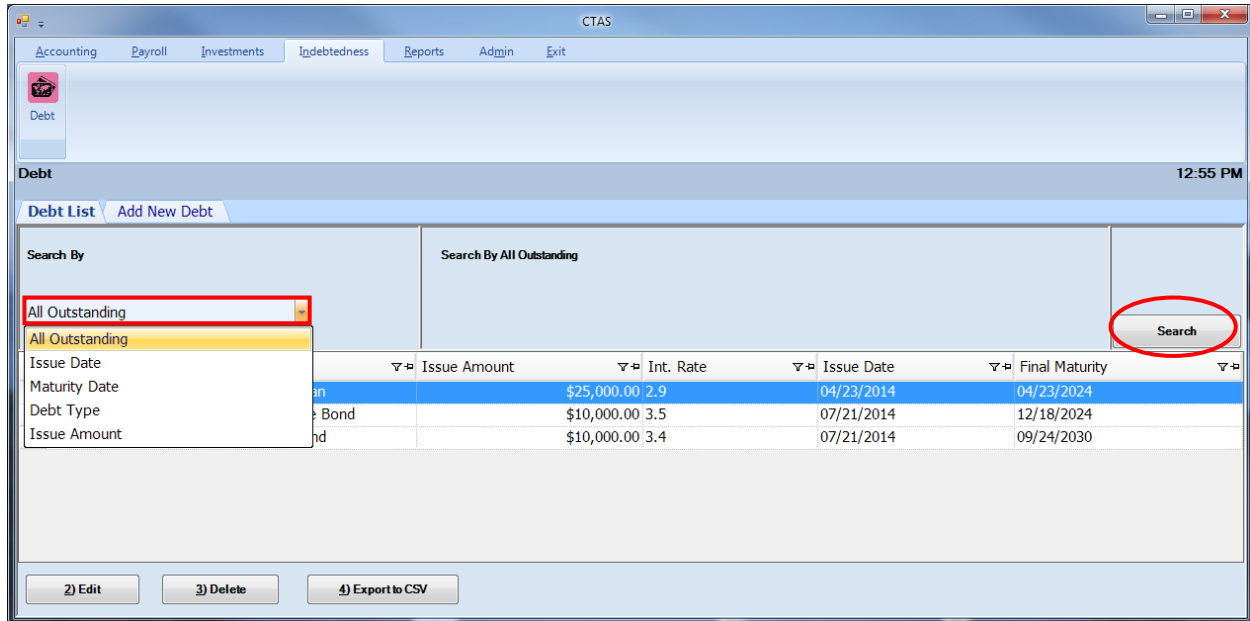 CTAS
Accounting Payroll Investments Indebtedness Reports Admin Exit
Debt
Debt 12:55 PM
Debt List Add New Debt
Search By Search By All Outstanding
All Outstanding
Search
All Outstanding
Issue Date
Maturity Date
Debt Type
Issue Amount
Issue Amount Int. Rate Issue Date Final Maturity
an $25,000.00 2.9 04/23/2014 04/23/2024
e Bond $10,000.00 3.5 07/21/2014 12/18/2024
nd $10,000.00 3.4 07/21/2014 09/24/2030
2) Edit 3) Delete 4) Export to CSV